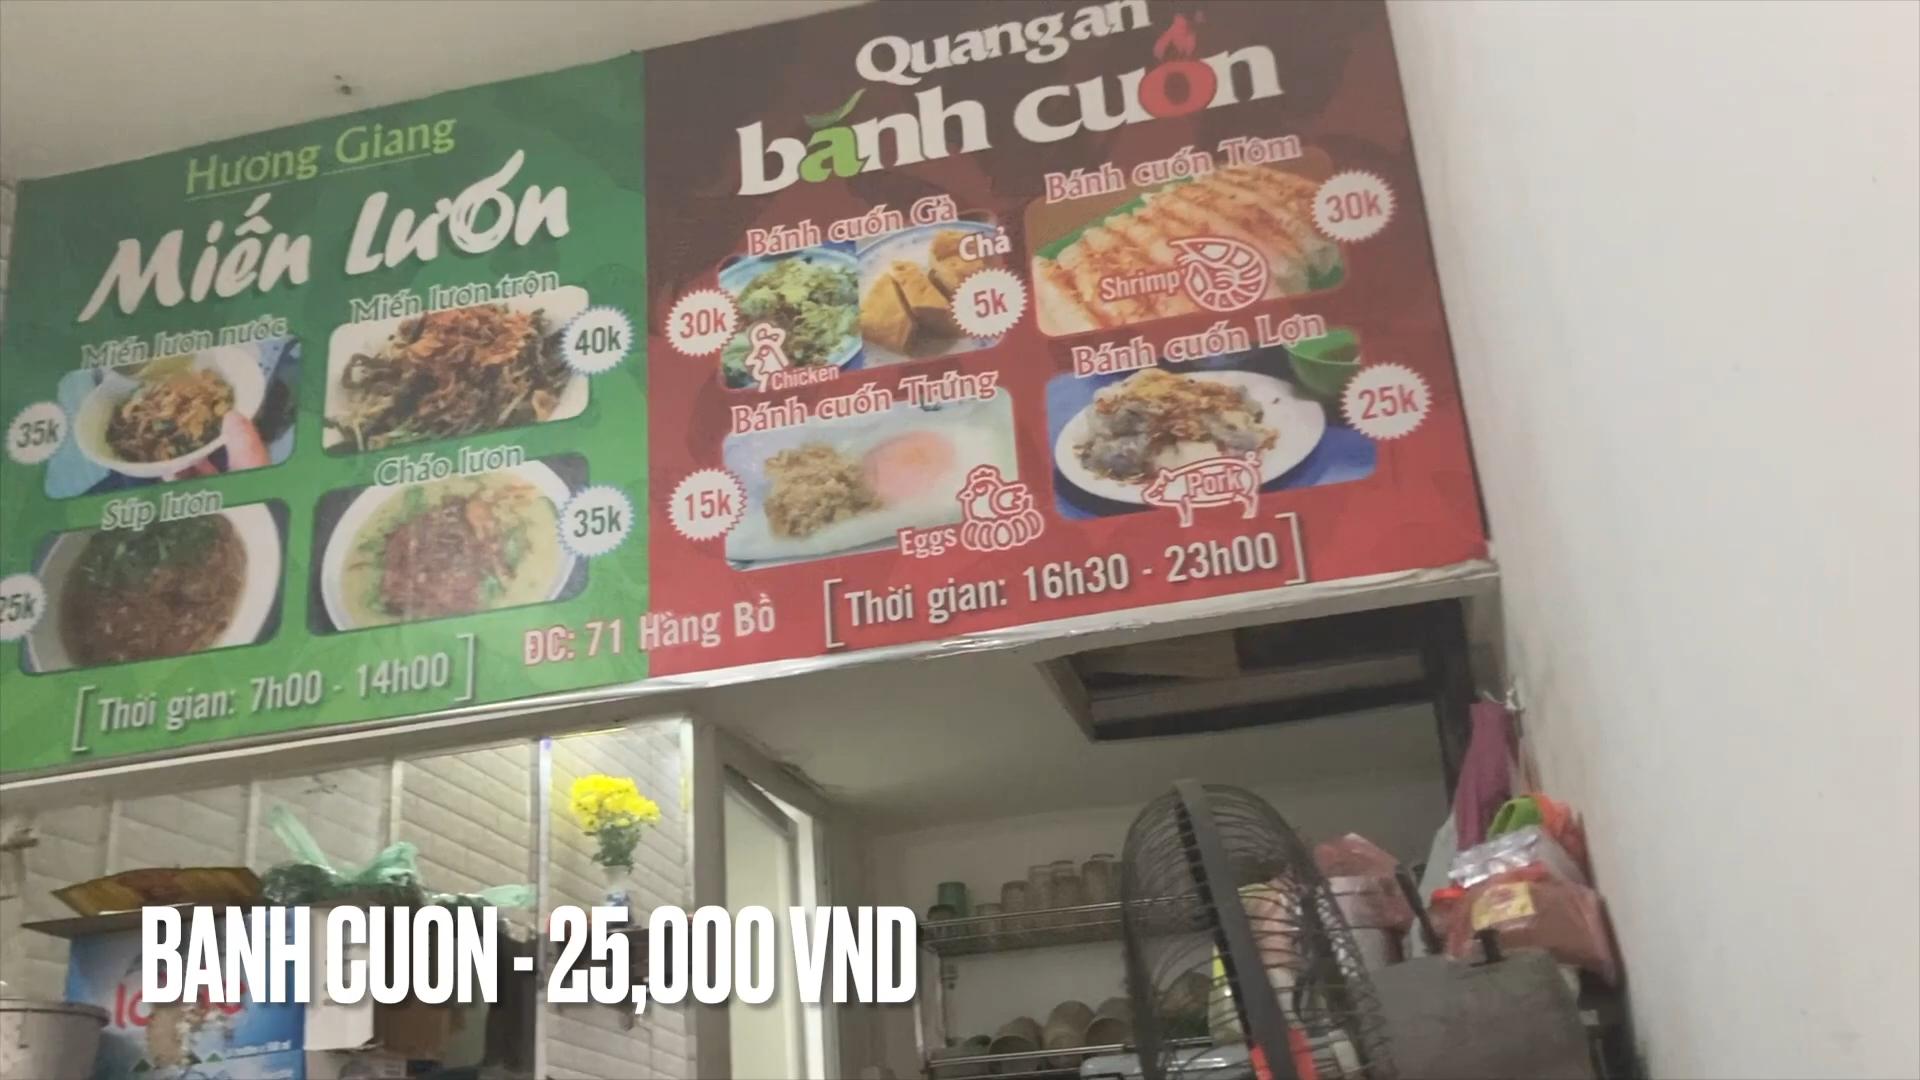 Hương Giang
Miến Lươn
Miến lươn nước
35k
Miến lươn trộn
40k
Súp lươn
25k
Cháo lươn
35k
[Thời gian: 7h00 - 14h00]
ĐC: 71 Hàng Bồ
Quang an
bánh cuốn
Bánh cuốn Gà
30k
Chicken
Chả
5k
Bánh cuốn Tôm
30k
Shrimp
Bánh cuốn Trứng
15k
Eggs
Bánh cuốn Lợn
25k
Pork
[Thời gian: 16h30 - 23h00]
BANH CUON - 25,000 VND